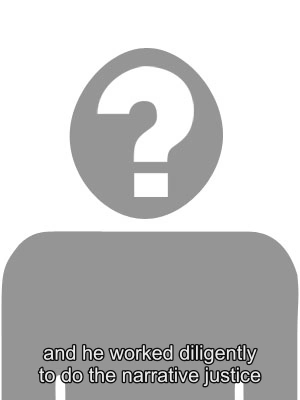 and he worked diligently
to do the narrative justice